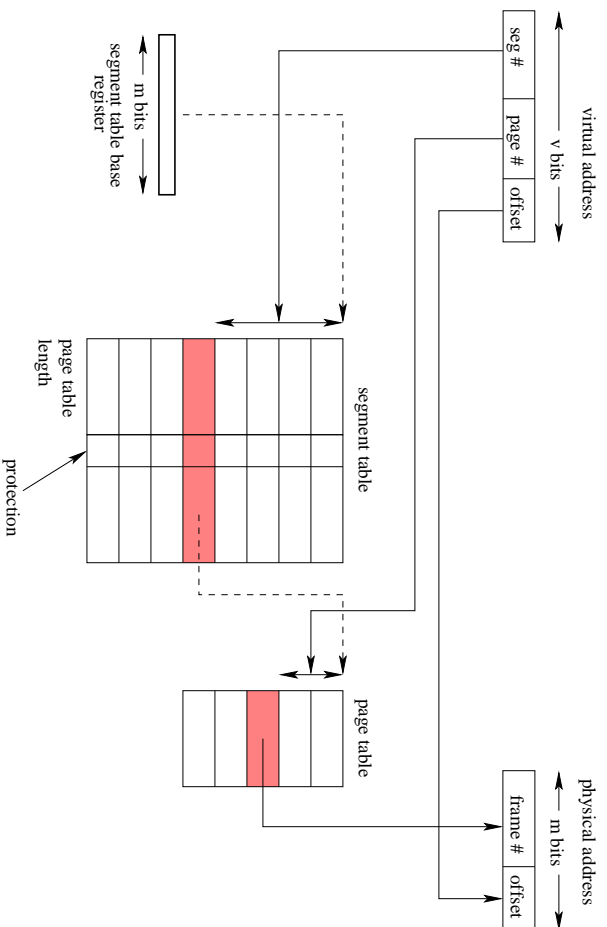 virtual address
v bits
seg #
page #
offset
m bits
segment table base
register
segment table
page table
length
protection
page table
physical address
m bits
frame #
offset